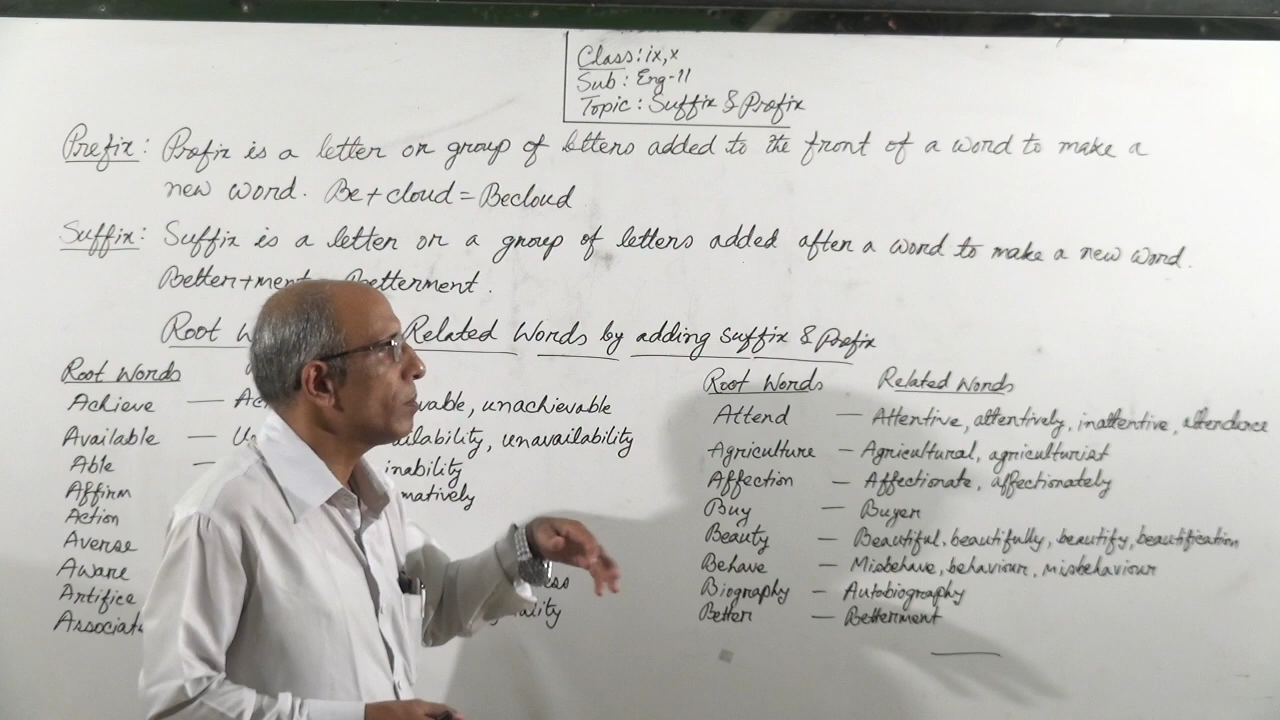 Class: ix, x
Sub: Eng-11
Topic: Suffix & Prefix
Prefix: Prefix is a letter or group of letters added to the front of a word to make a
new word. Be+cloud=Becloud
Suffix: Suffix is a letter or a group of letters added after a word to make a new word.
Better+ment Betterment.
Root Related Words by adding Suffix & Prefix
Root Words
Achieve — unachievable
Available — unavailability
Able — inability
Affirm
Action
Averse
Aware
Artifice
Root Words Related Words
Attend — Attentive, attentively, inattentive, attendance
Agriculture — Agricultural, agriculturist
Affection — Affectionate, affectionately
Buy — Buyer
Beauty — Beautiful, beautifully, beautify, beautification
Behave — Misbehave, behaviour, misbehaviour
Biography — Autobiography
Better — Betterment